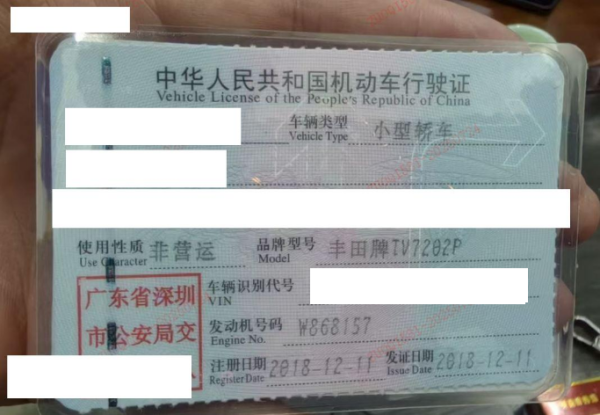 中华人民共和国机动车行驶证
Vehicle License of the People's Republic of China
车辆类型 小型轿车
Vehicle Type
使用性质 非营运 品牌型号 丰田牌TV7202P
Use Character Model
广东省深圳
市公安局交
车辆识别代号
VIN
发动机号码 W868157
Engine No.
注册日期 2018-12-11 发证日期 2018-12-11
Register Date Issue Date